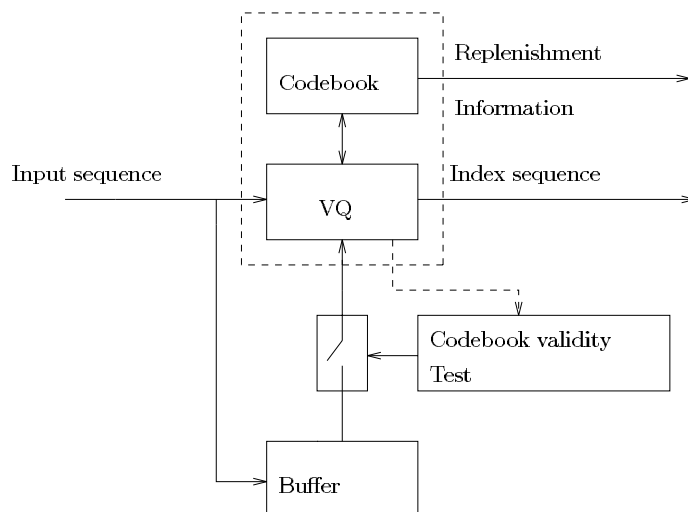 Replenishment
Codebook
Information
Input sequence
Index sequence
VQ
Codebook validity
Test
Buffer